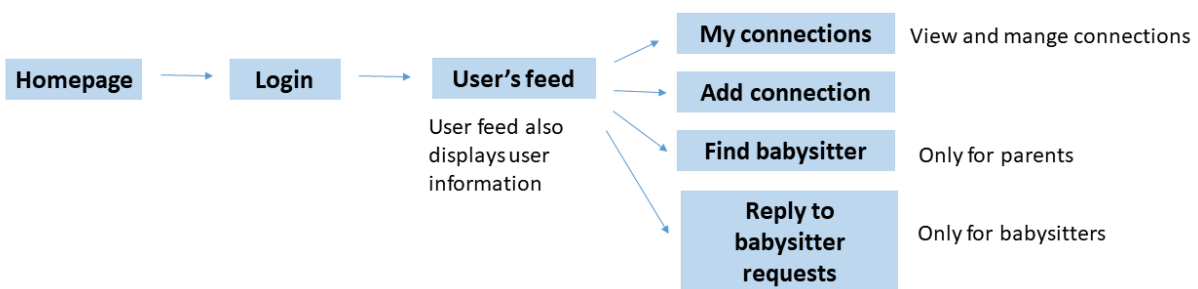 Homepage
Login
User's feed
User feed also
displays user
information
My connections
View and mange connections
Add connection
Find babysitter
Only for parents
Reply to
babysitter
requests
Only for babysitters